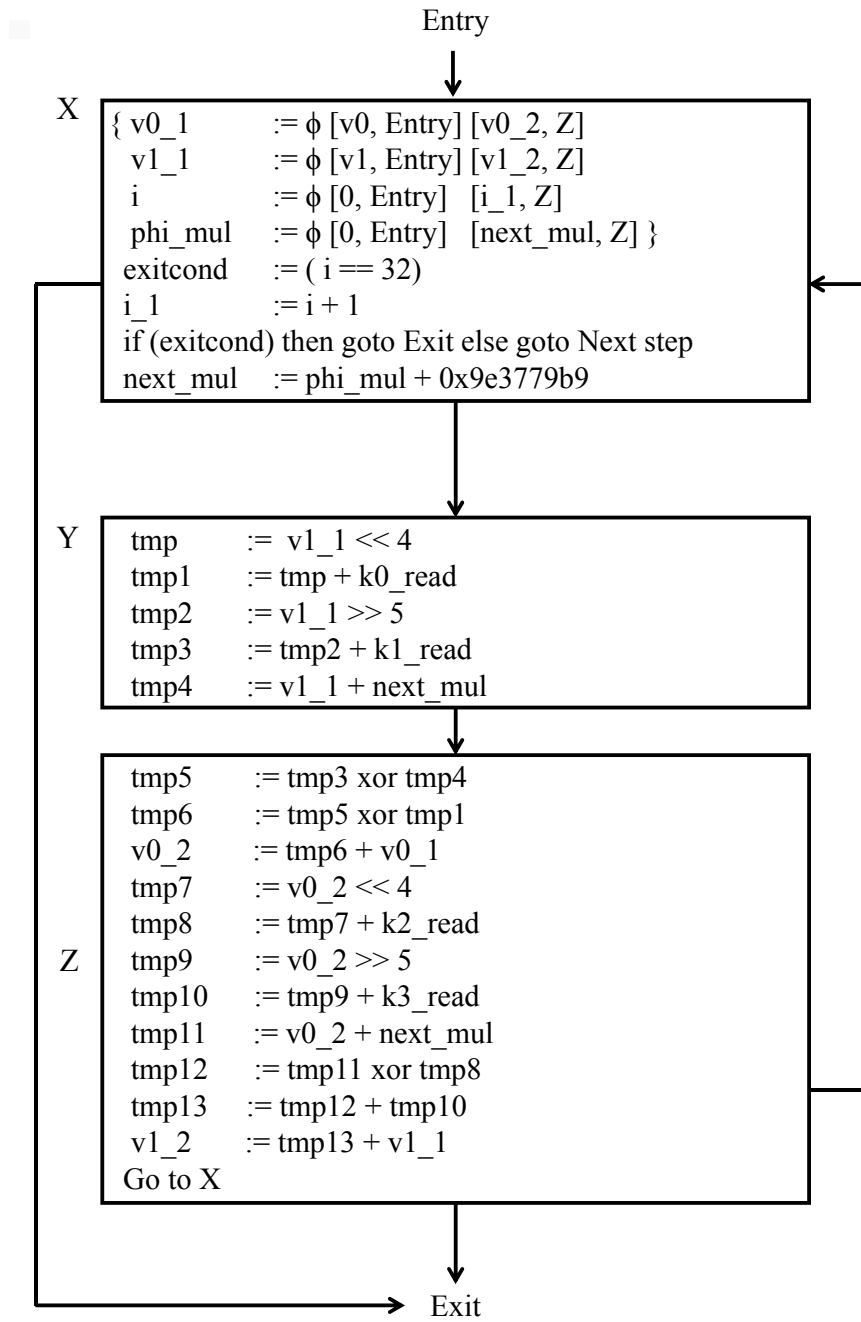 Entry
X
{ v0_1 := ϕ [v0, Entry] [v0_2, Z]
v1_1 := ϕ [v1, Entry] [v1_2, Z]
i := ϕ [0, Entry] [i_1, Z]
phi_mul := ϕ [0, Entry] [next_mul, Z] }
exitcond := ( i == 32)
i_1 := i + 1
if (exitcond) then goto Exit else goto Next step
next_mul := phi_mul + 0x9e3779b9
Y
tmp := v1_1 << 4
tmp1 := tmp + k0_read
tmp2 := v1_1 >> 5
tmp3 := tmp2 + k1_read
tmp4 := v1_1 + next_mul
Z
tmp5 := tmp3 xor tmp4
tmp6 := tmp5 xor tmp1
v0_2 := tmp6 + v0_1
tmp7 := v0_2 << 4
tmp8 := tmp7 + k2_read
tmp9 := v0_2 >> 5
tmp10 := tmp9 + k3_read
tmp11 := v0_2 + next_mul
tmp12 := tmp11 xor tmp8
tmp13 := tmp12 + tmp10
v1_2 := tmp13 + v1_1
Go to X
Exit